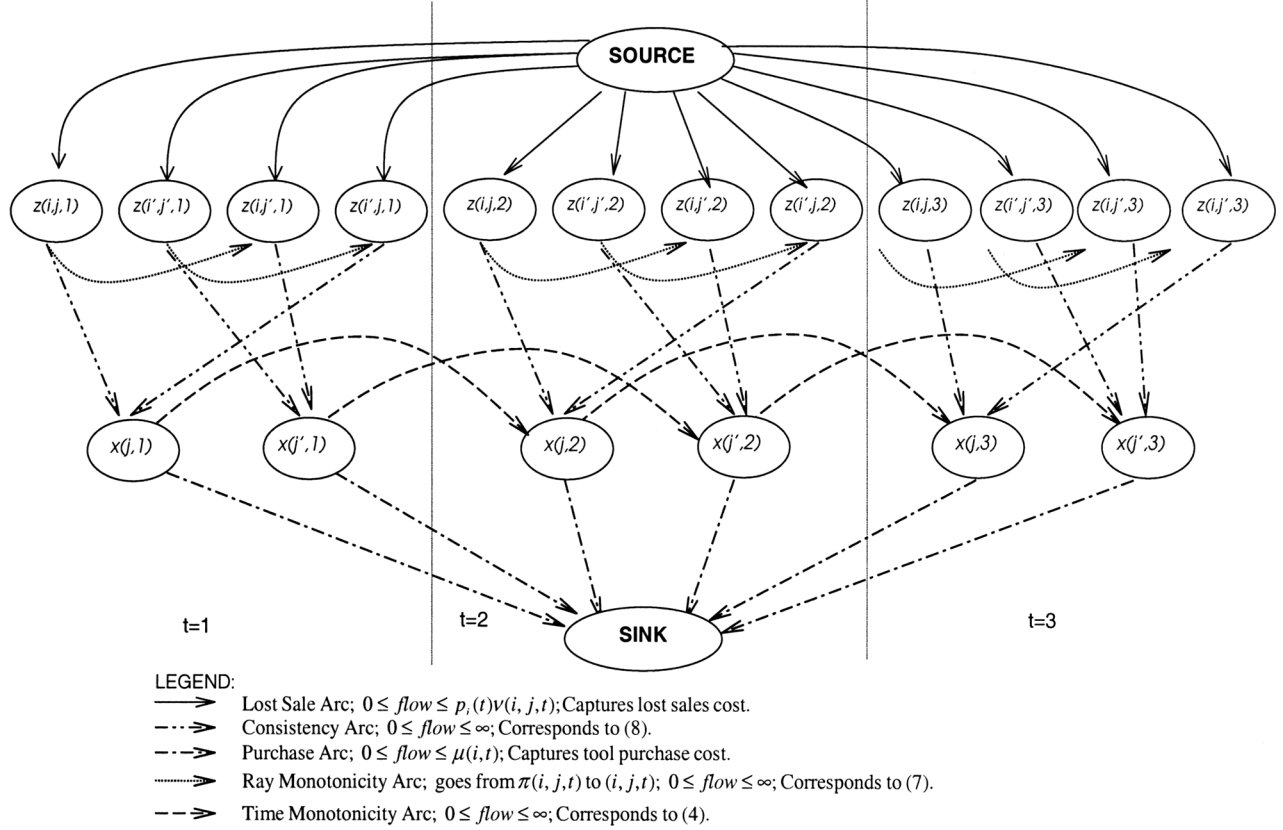 SOURCE
z(i,j,1) z(i',j',1) z(i,j',1) z(i',j,1) z(i,j,2) z(i',j',2) z(i,j',2) z(i',j,2) z(i,j,3) z(i',j',3) z(i,j',3) z(i,j',3)
x(j,1) x(j',1) x(j,2) x(j',2) x(j,3) x(j',3)
t=1 t=2 SINK t=3
LEGEND:
Lost Sale Arc; 0 ≤ flow ≤ p_i(t)v(i, j,t); Captures lost sales cost.
Consistency Arc; 0 ≤ flow ≤ ∞; Corresponds to (8).
Purchase Arc; 0 ≤ flow ≤ μ(i,t); Captures tool purchase cost.
Ray Monotonicity Arc; goes from π(i, j,t) to (i, j,t); 0 ≤ flow ≤ ∞; Corresponds to (7).
Time Monotonicity Arc; 0 ≤ flow ≤ ∞; Corresponds to (4).